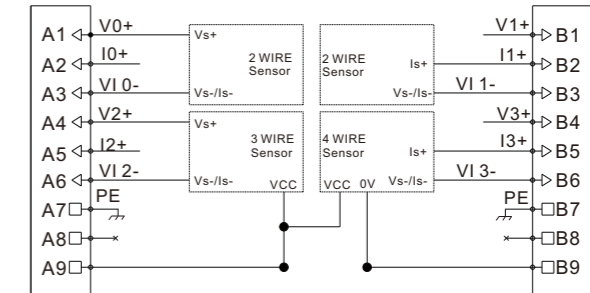 A1 V0+ Vs+ 2 WIRE Sensor
A2 I0+
A3 VI 0- Vs-/Is-
A4 V2+ Vs+ 3 WIRE Sensor
A5 I2+
A6 VI 2- Vs-/Is- VCC
A7 PE
A8
A9
2 WIRE Sensor V1+ B1
Is+ I1+ B2
Vs-/Is- VI 1- B3
4 WIRE Sensor V3+ B4
Is+ I3+ B5
VCC 0V Vs-/Is- VI 3- B6
PE B7
B8
B9